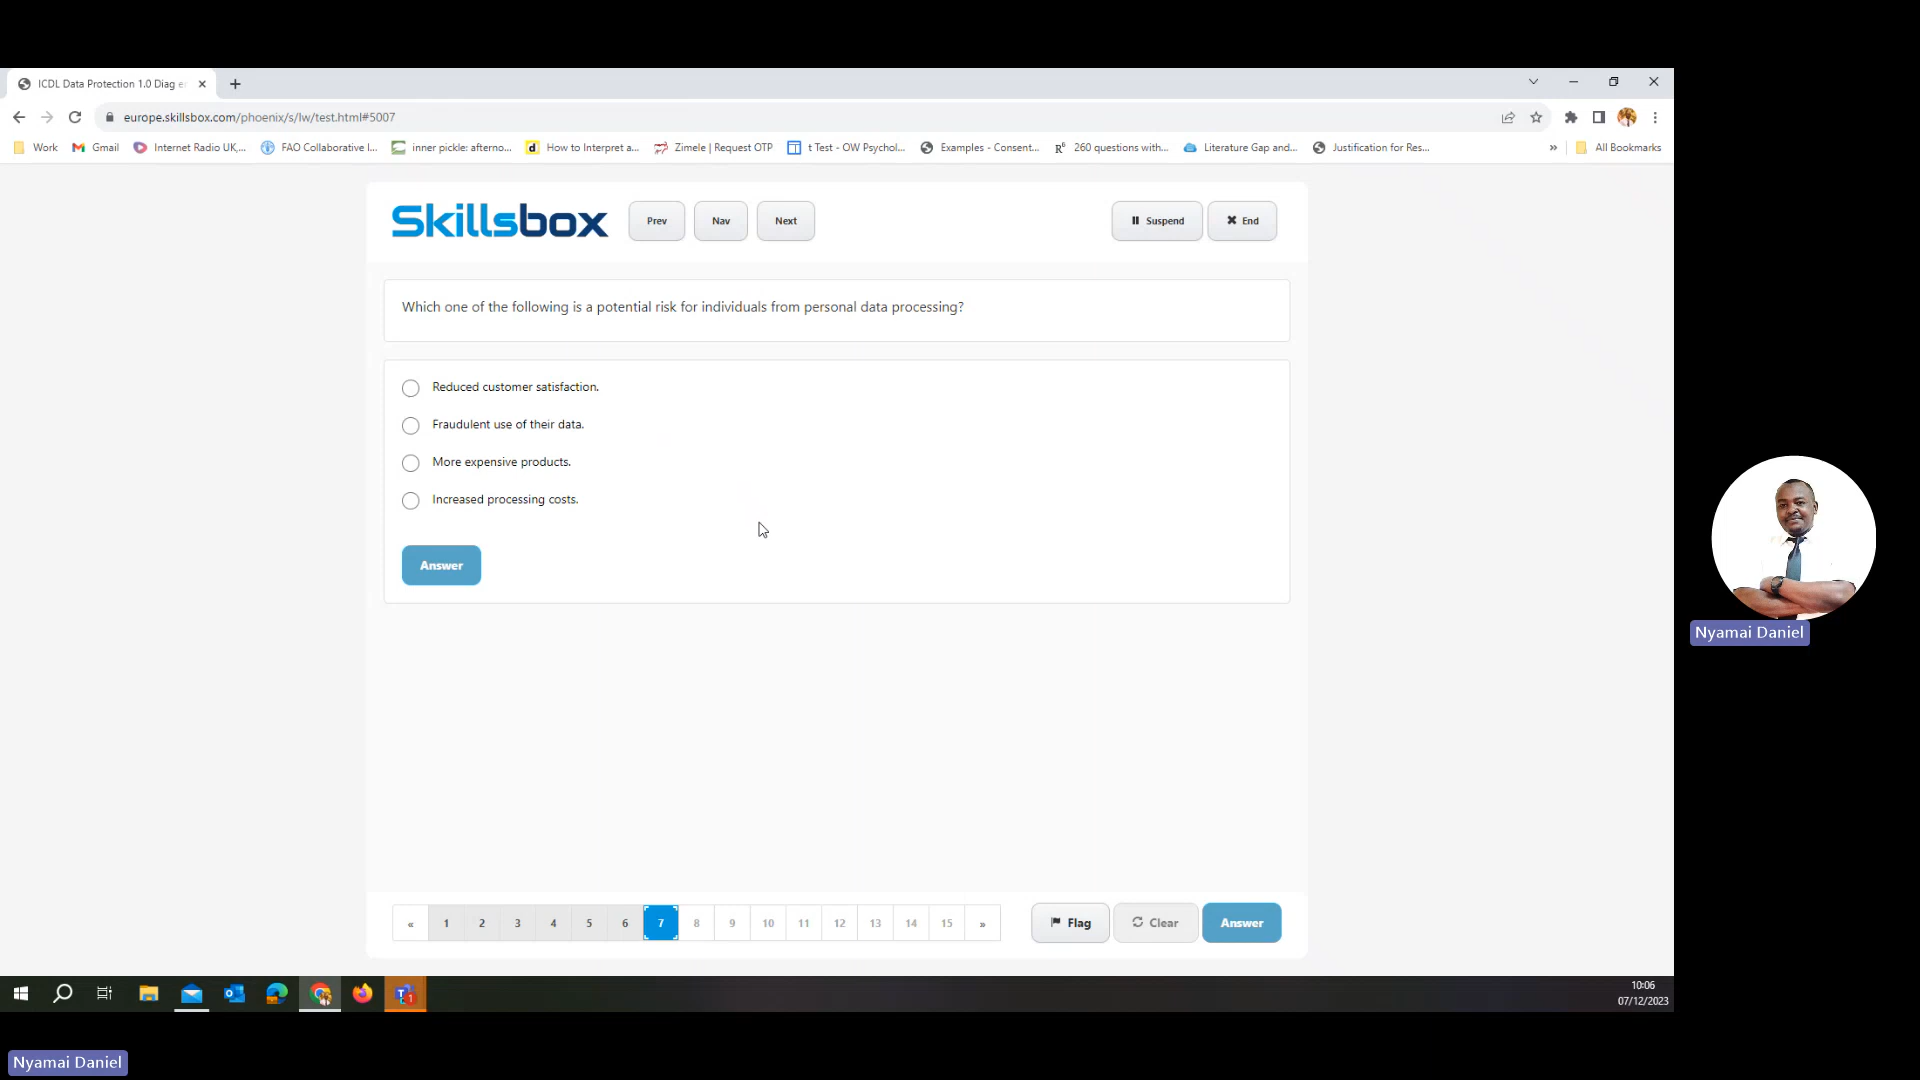 ICDL Data Protection 1.0 Diag e
europe.skillsbox.com/phoenix/s/lw/test.html#5007
Work Gmail Internet Radio UK,... FAO Collaborative I... inner pickle: afterno... How to Interpret a... Zimele | Request OTP t Test - OW Psychol... Examples - Consent... R⁶ 260 questions with... Literature Gap and... Justification for Res... » All Bookmarks
Skillsbox Prev Nav Next Suspend End
Which one of the following is a potential risk for individuals from personal data processing?
Reduced customer satisfaction.
Fraudulent use of their data.
More expensive products.
Increased processing costs.
Answer
Nyamai Daniel
« 1 2 3 4 5 6 7 8 9 10 11 12 13 14 15 » Flag Clear Answer
10:06
07/12/2023
Nyamai Daniel